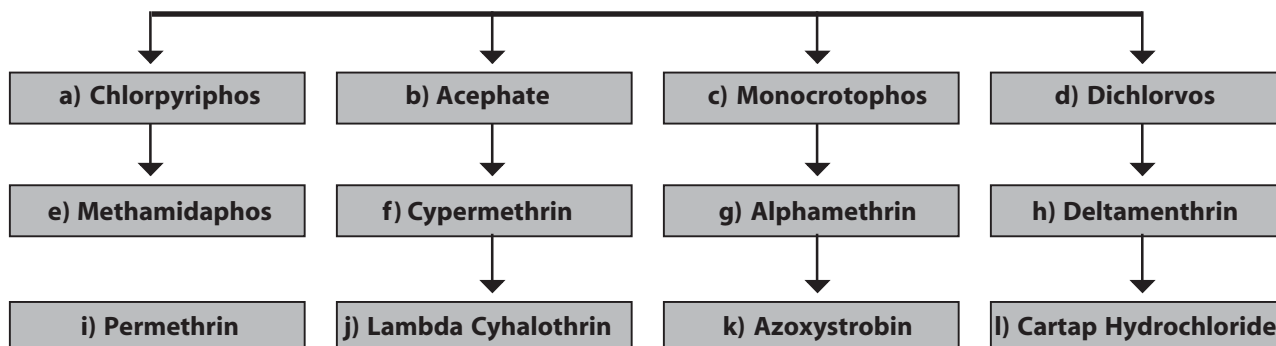 a) Chlorpyriphos
b) Acephate
c) Monocrotophos
d) Dichlorvos
e) Methamidaphos
f) Cypermethrin
g) Alphamethrin
h) Deltamenthrin
i) Permethrin
j) Lambda Cyhalothrin
k) Azoxystrobin
l) Cartap Hydrochloride